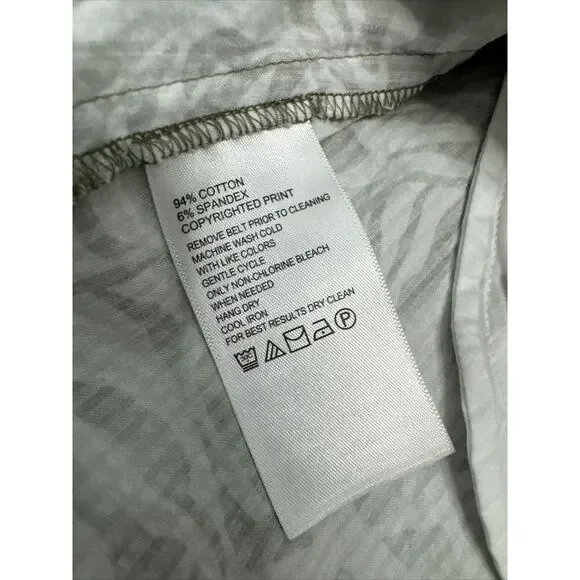 94% COTTON
6% SPANDEX
COPYRIGHTED PRINT
REMOVE BELT PRIOR TO CLEANING
MACHINE WASH COLD
WITH LIKE COLORS
GENTLE CYCLE
ONLY NON-CHLORINE BLEACH
WHEN NEEDED
HANG DRY
COOL IRON
FOR BEST RESULTS DRY CLEAN
30C P